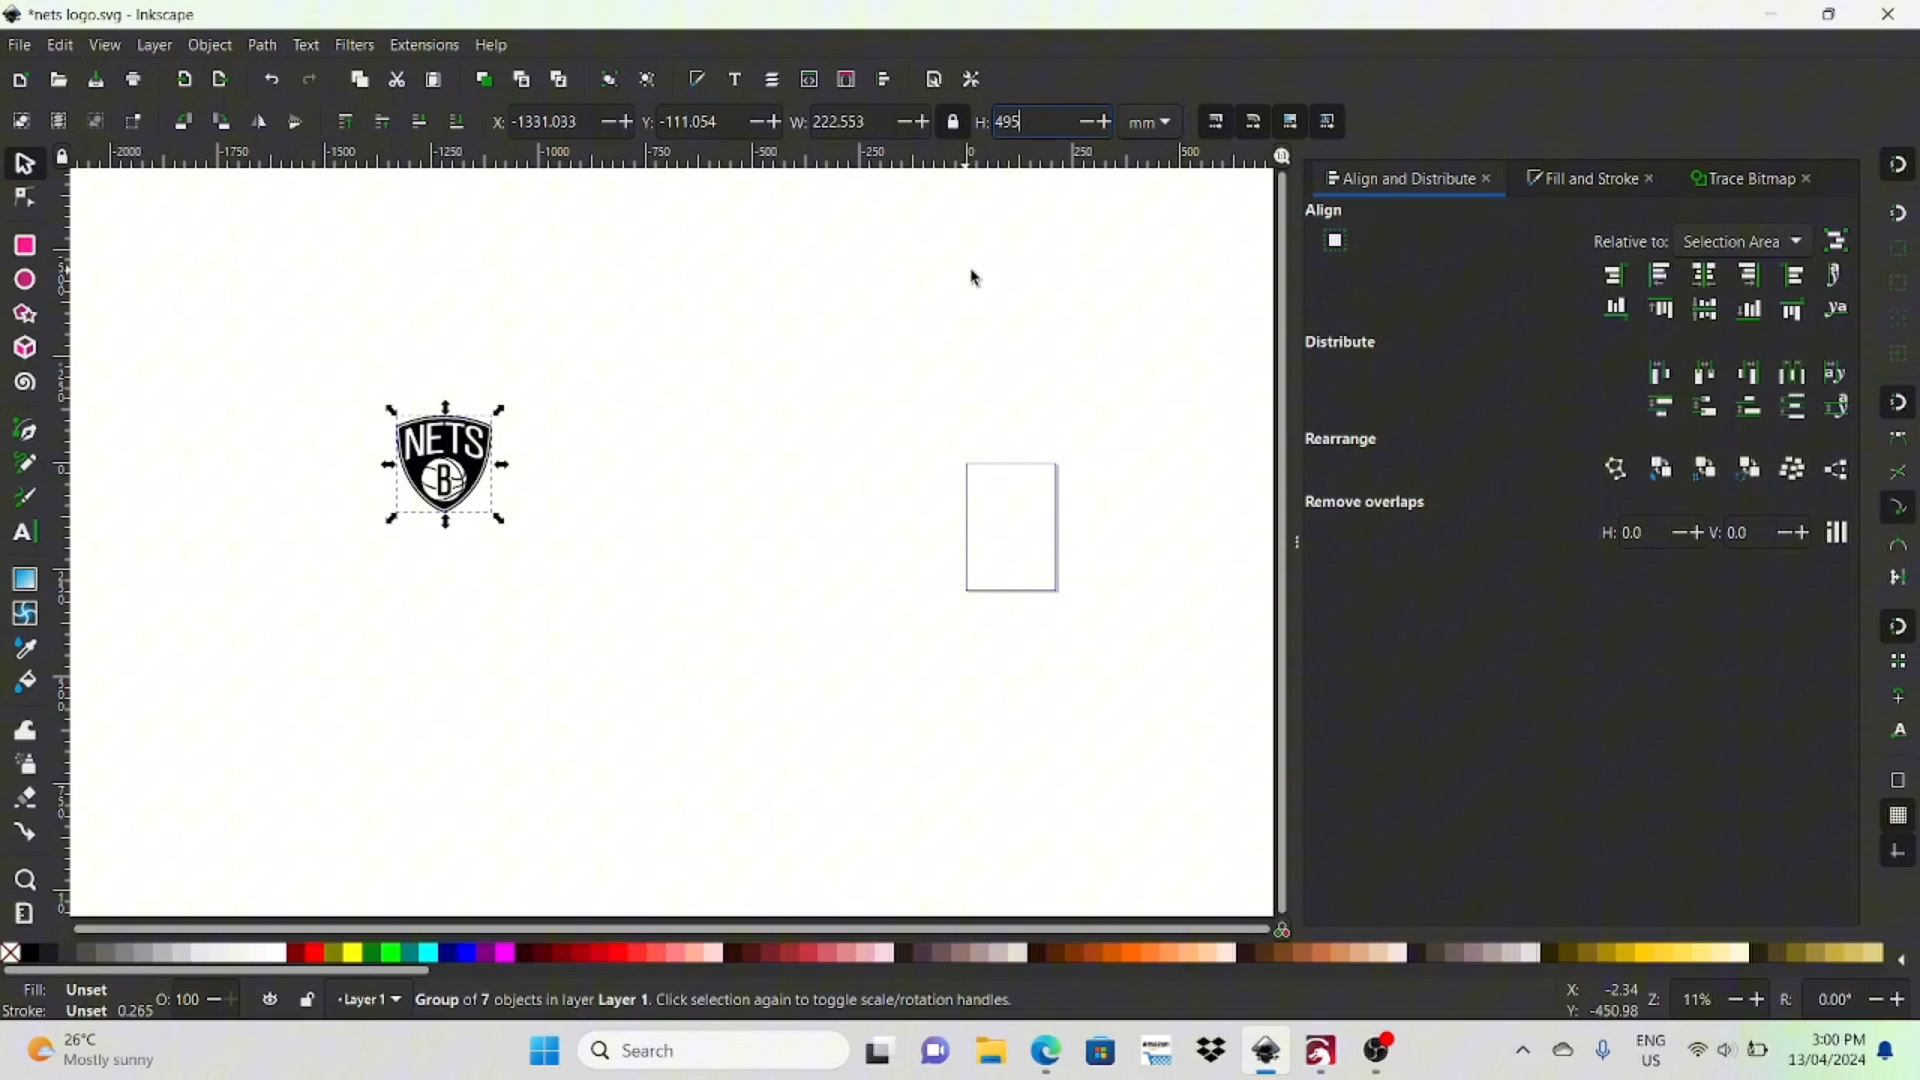 *nets logo.svg - Inkscape
File Edit View Layer Object Path Text Filters Extensions Help
X: -1331.033 Y: -111.054 W: 222.553 H: 495 mm
-2000 -1750 -1500 -1250 -1000 -750 -500 -250 0 250 500
Align and Distribute Fill and Stroke Trace Bitmap
Align
Relative to: Selection Area
Distribute
Rearrange
Remove overlaps
H: 0.0 V: 0.0
NETS
B
Fill: Unset
Stroke: Unset 0.265
O: 100
Layer 1
Group of 7 objects in layer Layer 1. Click selection again to toggle scale/rotation handles.
X: -2.34
Y: -450.98
Z: 11% R: 0.00°
26°C
Mostly sunny
Search
amazon
ENG
US
3:00 PM
13/04/2024